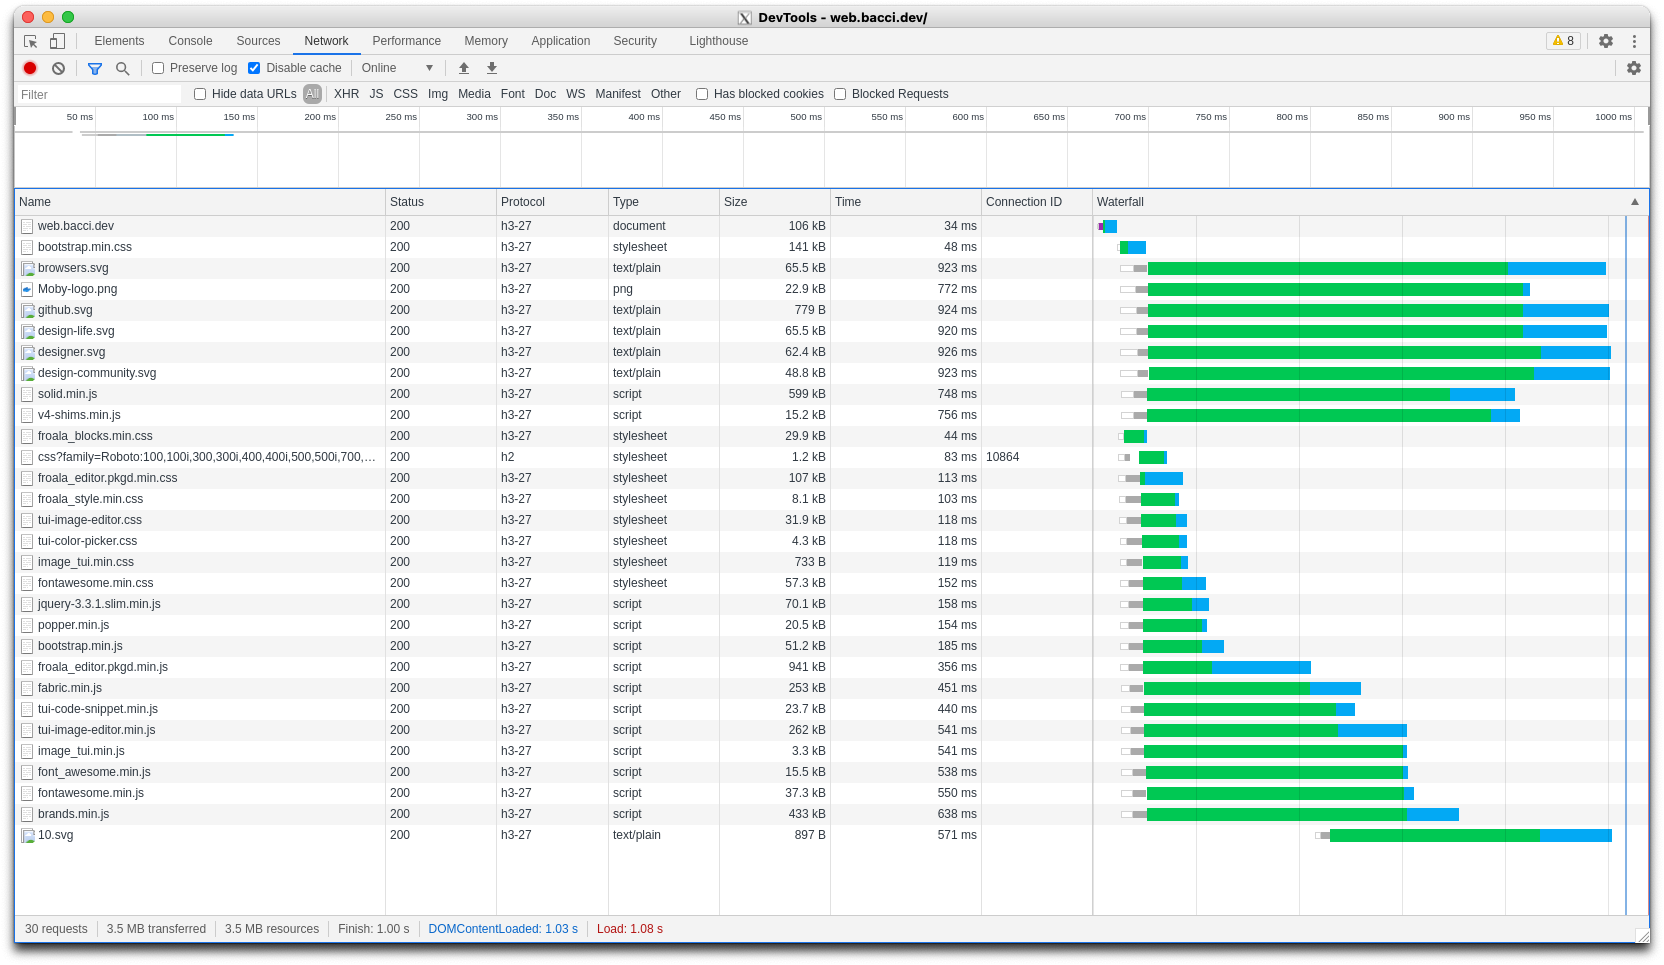 DevTools - web.bacci.dev/
Elements Console Sources Network Performance Memory Application Security Lighthouse 8
Preserve log Disable cache Online
Filter Hide data URLs All XHR JS CSS Img Media Font Doc WS Manifest Other Has blocked cookies Blocked Requests
50 ms 100 ms 150 ms 200 ms 250 ms 300 ms 350 ms 400 ms 450 ms 500 ms 550 ms 600 ms 650 ms 700 ms 750 ms 800 ms 850 ms 900 ms 950 ms 1000 ms
Name Status Protocol Type Size Time Connection ID Waterfall
web.bacci.dev 200 h3-27 document 106 kB 34 ms
bootstrap.min.css 200 h3-27 stylesheet 141 kB 48 ms
browsers.svg 200 h3-27 text/plain 65.5 kB 923 ms
Moby-logo.png 200 h3-27 png 22.9 kB 772 ms
github.svg 200 h3-27 text/plain 779 B 924 ms
design-life.svg 200 h3-27 text/plain 65.5 kB 920 ms
designer.svg 200 h3-27 text/plain 62.4 kB 926 ms
design-community.svg 200 h3-27 text/plain 48.8 kB 923 ms
solid.min.js 200 h3-27 script 599 kB 748 ms
v4-shims.min.js 200 h3-27 script 15.2 kB 756 ms
froala_blocks.min.css 200 h3-27 stylesheet 29.9 kB 44 ms
css?family=Roboto:100,100i,300,300i,400,400i,500,500i,700,… 200 h2 stylesheet 1.2 kB 83 ms 10864
froala_editor.pkgd.min.css 200 h3-27 stylesheet 107 kB 113 ms
froala_style.min.css 200 h3-27 stylesheet 8.1 kB 103 ms
tui-image-editor.css 200 h3-27 stylesheet 31.9 kB 118 ms
tui-color-picker.css 200 h3-27 stylesheet 4.3 kB 118 ms
image_tui.min.css 200 h3-27 stylesheet 733 B 119 ms
fontawesome.min.css 200 h3-27 stylesheet 57.3 kB 152 ms
jquery-3.3.1.slim.min.js 200 h3-27 script 70.1 kB 158 ms
popper.min.js 200 h3-27 script 20.5 kB 154 ms
bootstrap.min.js 200 h3-27 script 51.2 kB 185 ms
froala_editor.pkgd.min.js 200 h3-27 script 941 kB 356 ms
fabric.min.js 200 h3-27 script 253 kB 451 ms
tui-code-snippet.min.js 200 h3-27 script 23.7 kB 440 ms
tui-image-editor.min.js 200 h3-27 script 262 kB 541 ms
image_tui.min.js 200 h3-27 script 3.3 kB 541 ms
font_awesome.min.js 200 h3-27 script 15.5 kB 538 ms
fontawesome.min.js 200 h3-27 script 37.3 kB 550 ms
brands.min.js 200 h3-27 script 433 kB 638 ms
10.svg 200 h3-27 text/plain 897 B 571 ms
30 requests 3.5 MB transferred 3.5 MB resources Finish: 1.00 s DOMContentLoaded: 1.03 s Load: 1.08 s